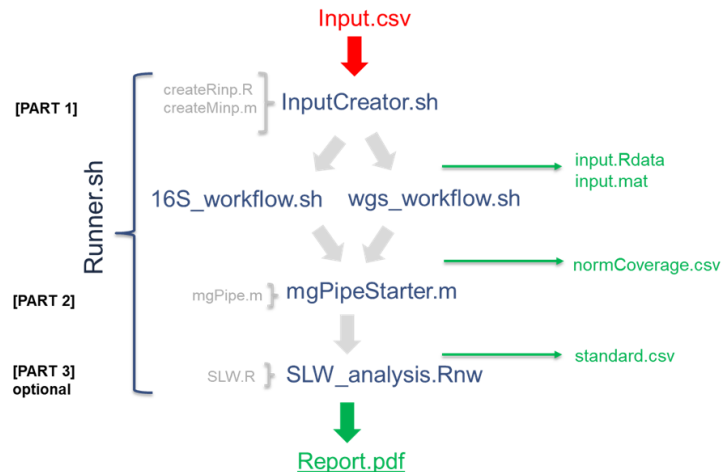 Input.csv
createRinp.R
createMinp.m
[PART 1]
InputCreator.sh
input.Rdata
input.mat
Runner.sh
16S_workflow.sh
wgs_workflow.sh
normCoverage.csv
[PART 2]
mgPipe.m
mgPipeStarter.m
standard.csv
[PART 3]
optional
SLW.R
SLW_analysis.Rnw
Report.pdf